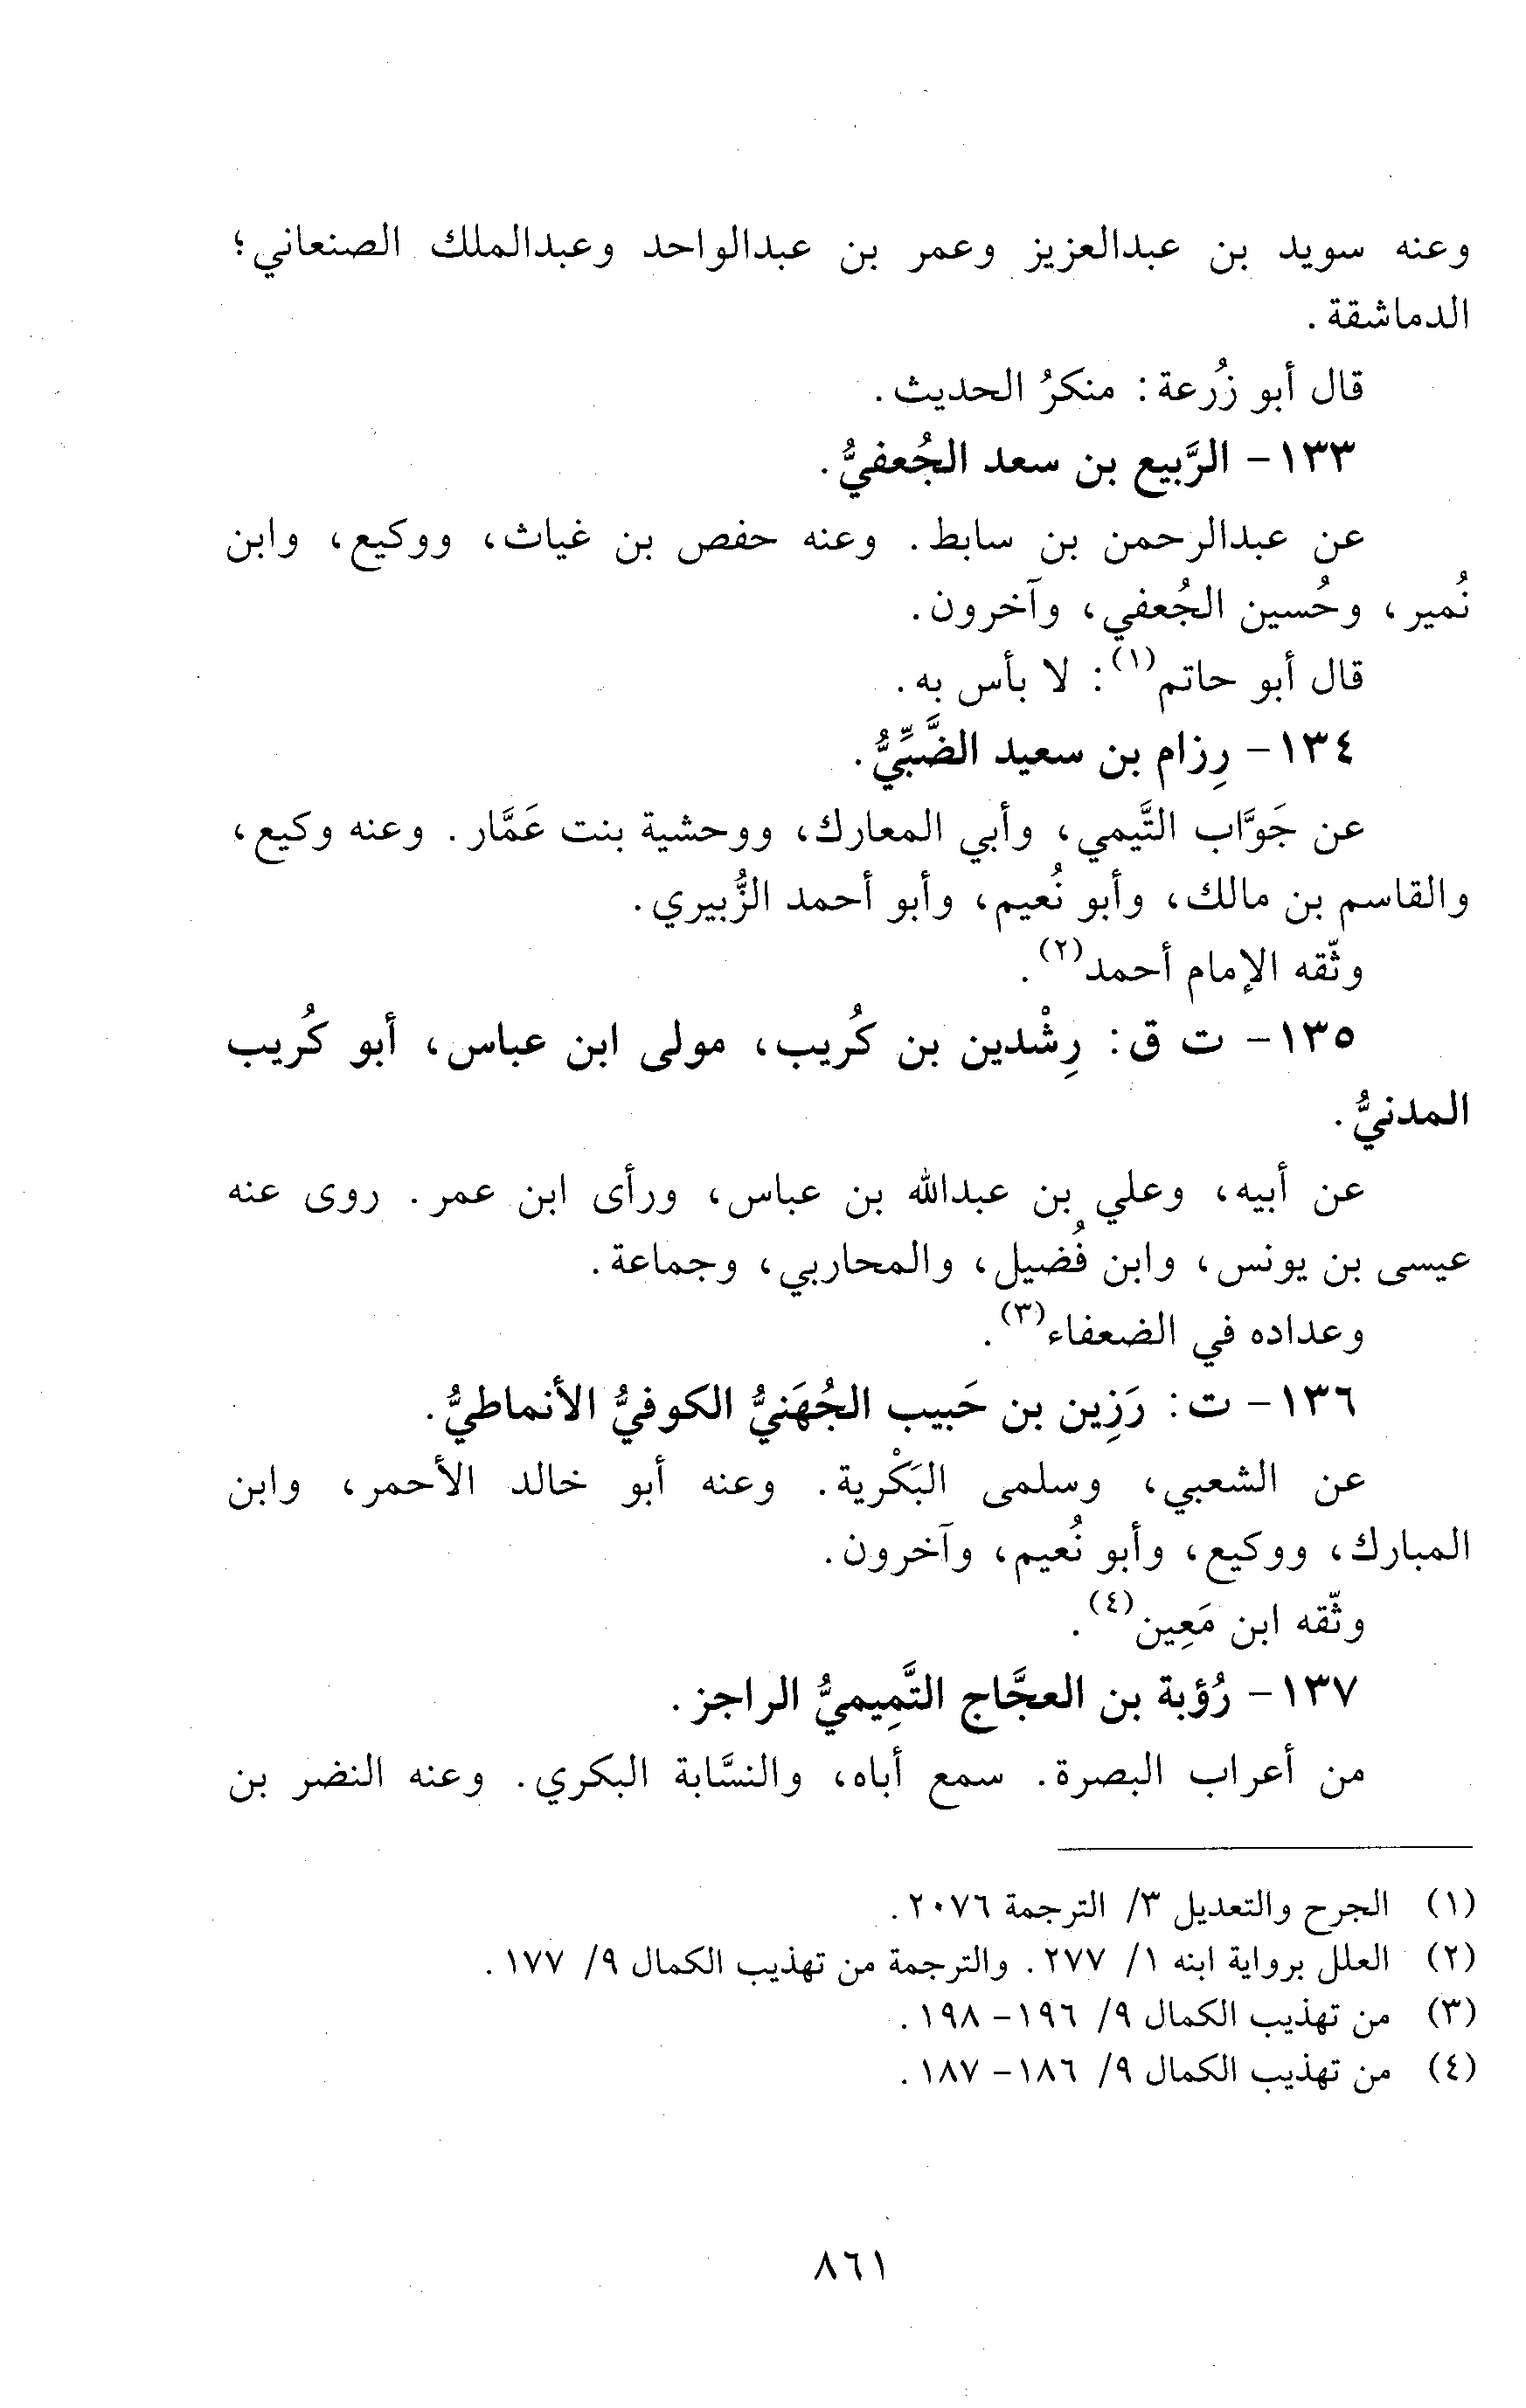 وعنه سويد بن عبدالعزيز وعمر بن عبدالواحد وعبدالملك الصنعاني؛
الدماشقة.
قال أبو زُرعة: منكرُ الحديث.
١٣٣- الرَّبيع بن سعد الجُعفيُّ.
عن عبدالرحمن بن سابط. وعنه حفص بن غياث، ووكيع، وابن
نُمير، وحُسين الجُعفي، وآخرون.
قال أبو حاتم(١): لا بأس به.
١٣٤- رِزام بن سعيد الضَّبِّيُّ.
عن جَوَّاب التَّيمي، وأبي المعارك، ووحشية بنت عَمَّار. وعنه وكيع،
والقاسم بن مالك، وأبو نُعيم، وأبو أحمد الزُّبيري.
وثّقه الإمام أحمد(٢).
١٣٥- ت ق: رِشْدين بن كُريب، مولى ابن عباس، أبو كُريب
المدنيُّ.
عن أبيه، وعلي بن عبدالله بن عباس، ورأى ابن عمر. روى عنه
عيسى بن يونس، وابن فُضيل، والمحاربي، وجماعة.
وعداده في الضعفاء(٣).
١٣٦- ت: رَزِين بن حَبيب الجُهَنيُّ الكوفيُّ الأنماطيُّ.
عن الشعبي، وسلمى البَكْرية. وعنه أبو خالد الأحمر، وابن
المبارك، ووكيع، وأبو نُعيم، وآخرون.
وثّقه ابن مَعِين(٤).
١٣٧- رُؤبة بن العجَّاج التَّمِيميُّ الراجز.
من أعراب البصرة. سمع أباه، والنسَّابة البكري. وعنه النضر بن
(١) الجرح والتعديل ٣/ الترجمة ٢٠٧٦.
(٢) العلل برواية ابنه ١/ ٢٧٧. والترجمة من تهذيب الكمال ٩/ ١٧٧.
(٣) من تهذيب الكمال ٩/ ١٩٦- ١٩٨.
(٤) من تهذيب الكمال ٩/ ١٨٦- ١٨٧.
٨٦١